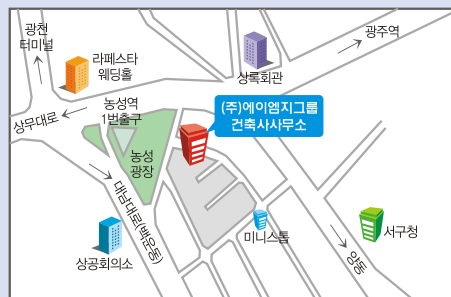 광천
터미널
라페스타
웨딩홀
상록회관
광주역
농성역
1번출구
상무대로
(주)에이엠지그룹
건축사사무소
농성
광장
대남대로(백운동)
상공회의소
미니스톱
양동
서구청